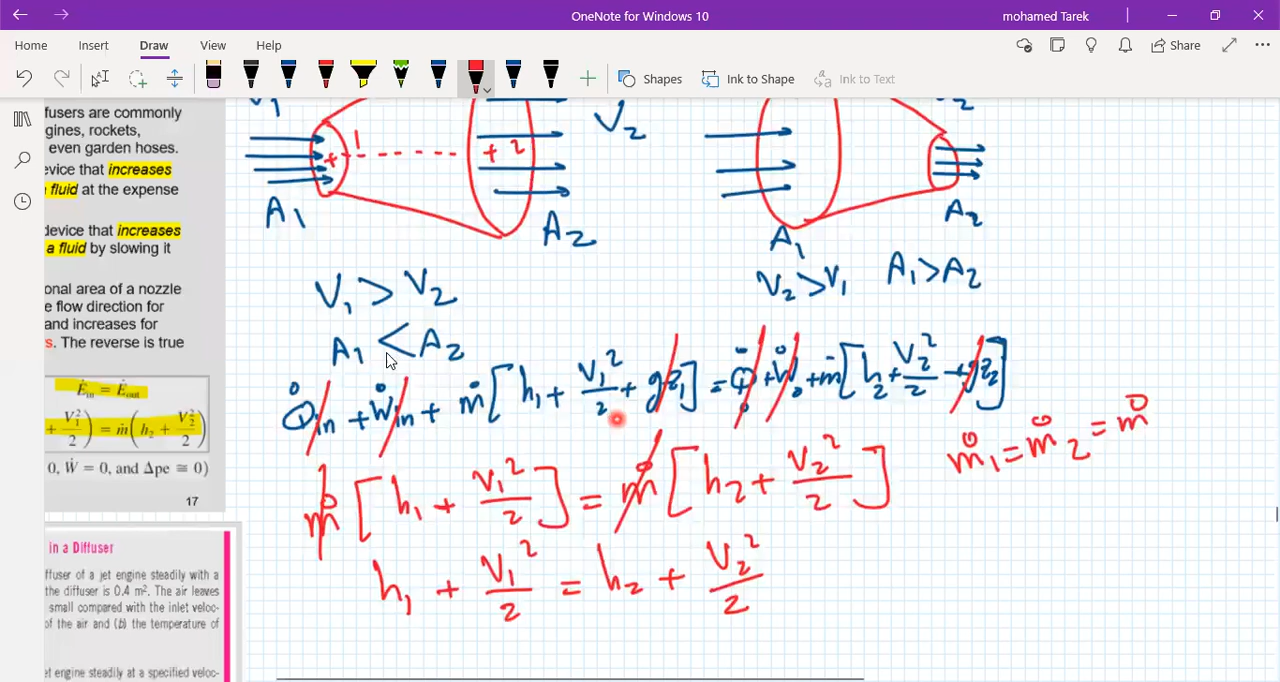 OneNote for Windows 10
mohamed Tarek
Home Insert Draw View Help
Share
Shapes
Ink to Shape
Ink to Text
fusers are commonly
gines, rockets,
even garden hoses.
evice that increases
fluid at the expense
device that increases
a fluid by slowing it
onal area of a nozzle
e flow direction for
and increases for
s. The reverse is true
Ėin = Ėout
+ V₁²/2) = ṁ(h₂ + V₂²/2)
0, Ẇ = 0, and Δpe ≅ 0)
17
in a Diffuser
ffuser of a jet engine steadily with a
the diffuser is 0.4 m². The air leaves
small compared with the inlet veloc-
of the air and (b) the temperature of
et engine steadily at a specified veloc-
V1
+ 1
+ 2
V2
A1
A2
V1 > V2
A1 < A2
V2
A1
A2
V2 > V1
A1 > A2
Q̇in + Ẇin + ṁ[h1 + V1²/2 + gz1] = Q̇o + Ẇo + ṁ[h2 + V2²/2 + gz2]
ṁ[h1 + V1²/2] = ṁ[h2 + V2²/2]
ṁ1 = ṁ2 = ṁ
h1 + V1²/2 = h2 + V2²/2